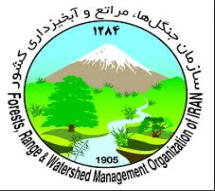 سازمان جنگل‌ها، مراتع و آبخیزداری کشور
۱۲۸۴
1905
Forests, Range & Watershed Management Organization of IRAN